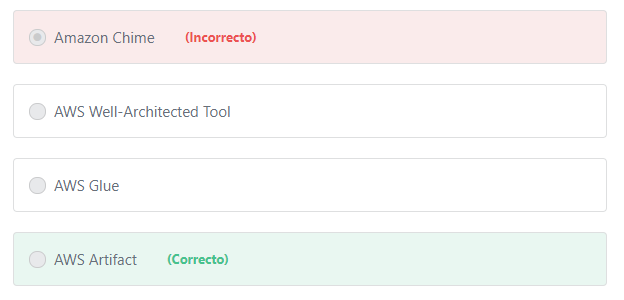 Amazon Chime (Incorrecto)
AWS Well-Architected Tool
AWS Glue
AWS Artifact (Correcto)